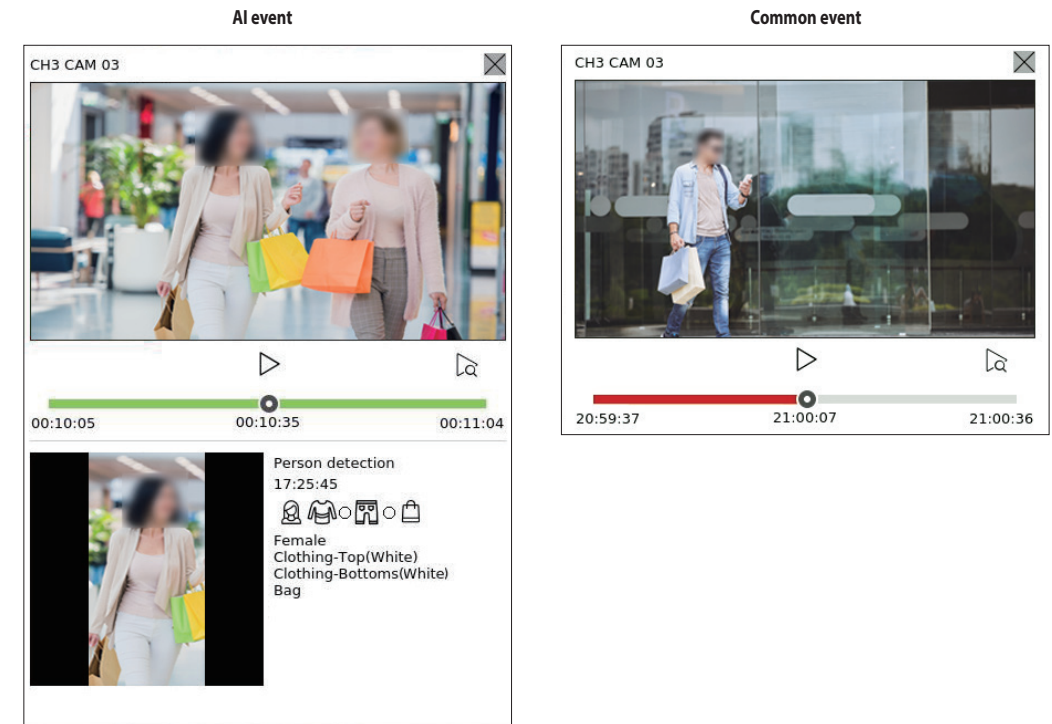 AI event
CH3 CAM 03
00:10:05
00:10:35
00:11:04
Person detection
17:25:45
Female
Clothing-Top(White)
Clothing-Bottoms(White)
Bag
Common event
CH3 CAM 03
20:59:37
21:00:07
21:00:36